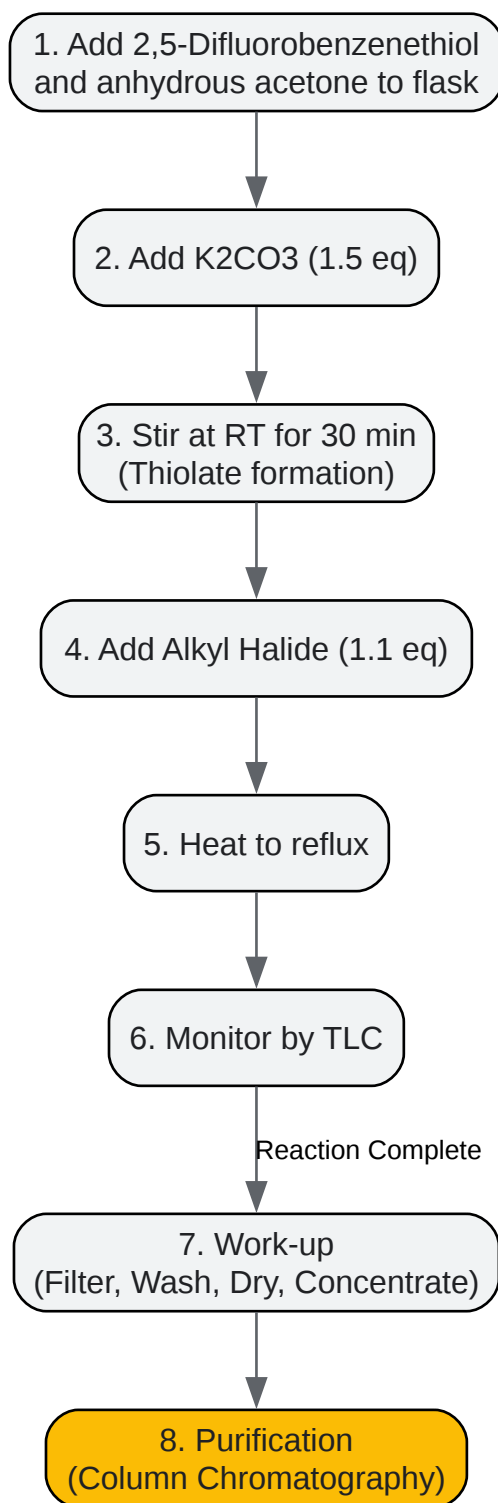 1. Add 2,5-Difluorobenzenethiol
and anhydrous acetone to flask
2. Add K2CO3 (1.5 eq)
3. Stir at RT for 30 min
(Thiolate formation)
4. Add Alkyl Halide (1.1 eq)
5. Heat to reflux
6. Monitor by TLC
Reaction Complete
7. Work-up
(Filter, Wash, Dry, Concentrate)
8. Purification
(Column Chromatography)